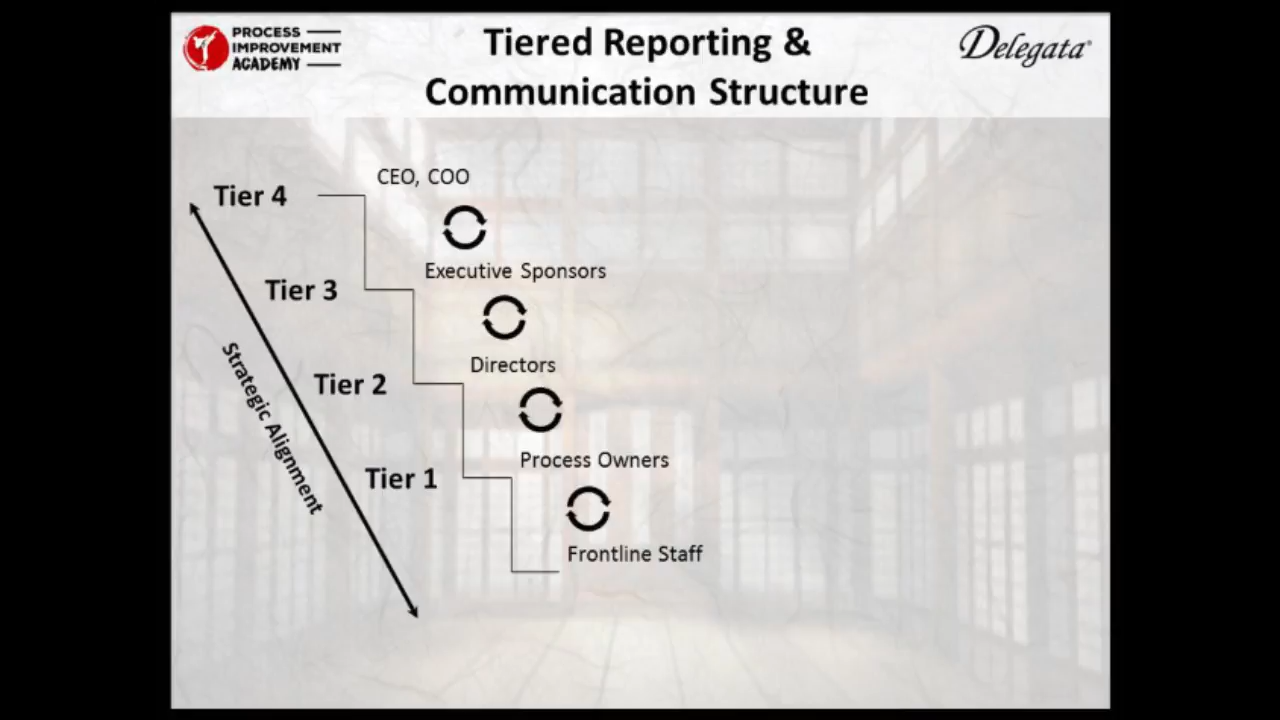 PROCESS
IMPROVEMENT
ACADEMY
Tiered Reporting &
Communication Structure
Delegata®
CEO, COO
Tier 4
Executive Sponsors
Tier 3
Directors
Tier 2
Strategic Alignment
Process Owners
Tier 1
Frontline Staff